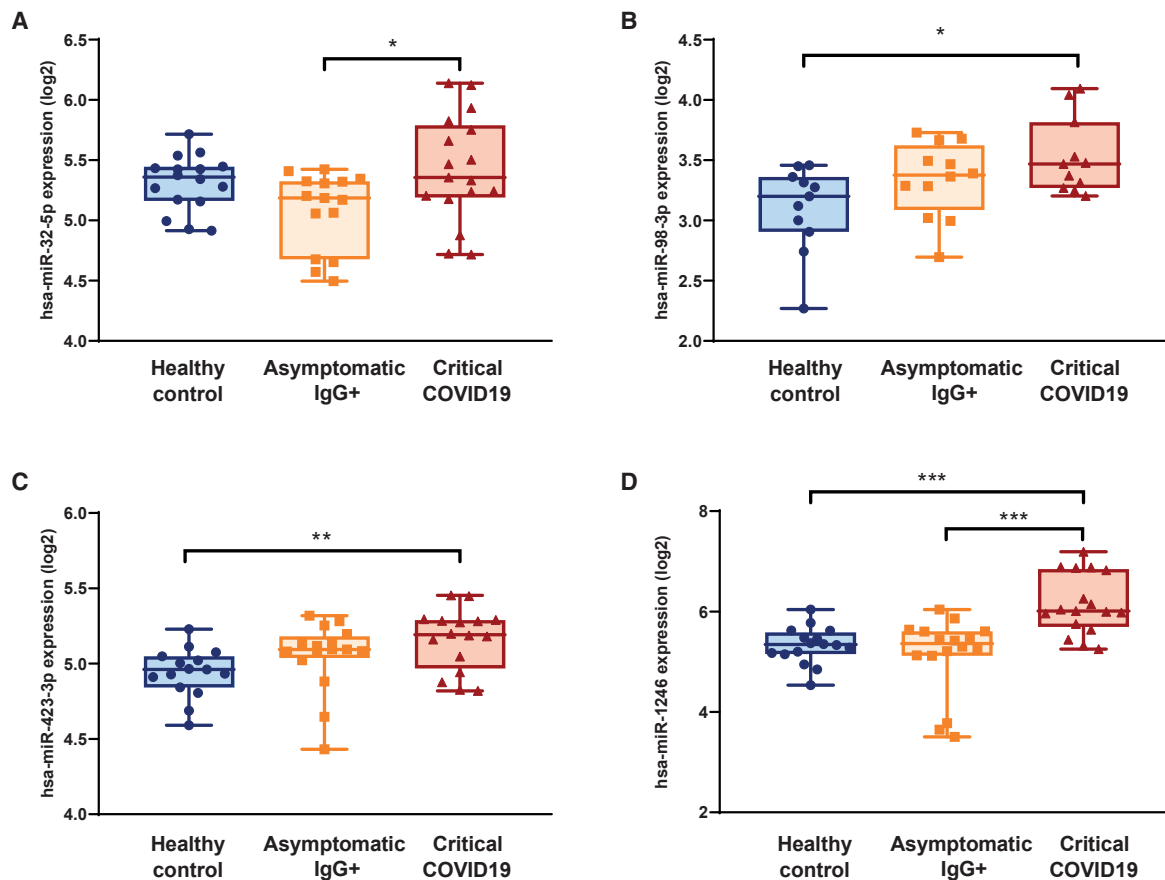 A
hsa-miR-32-5p expression (log2)
6.5
6.0
5.5
5.0
4.5
4.0
*
Healthy
control
Asymptomatic
IgG+
Critical
COVID19
B
hsa-miR-98-3p expression (log2)
4.5
4.0
3.5
3.0
2.5
2.0
*
Healthy
control
Asymptomatic
IgG+
Critical
COVID19
C
hsa-miR-423-3p expression (log2)
6.0
5.5
5.0
4.5
4.0
**
Healthy
control
Asymptomatic
IgG+
Critical
COVID19
D
hsa-miR-1246 expression (log2)
8
6
4
2
***
***
Healthy
control
Asymptomatic
IgG+
Critical
COVID19